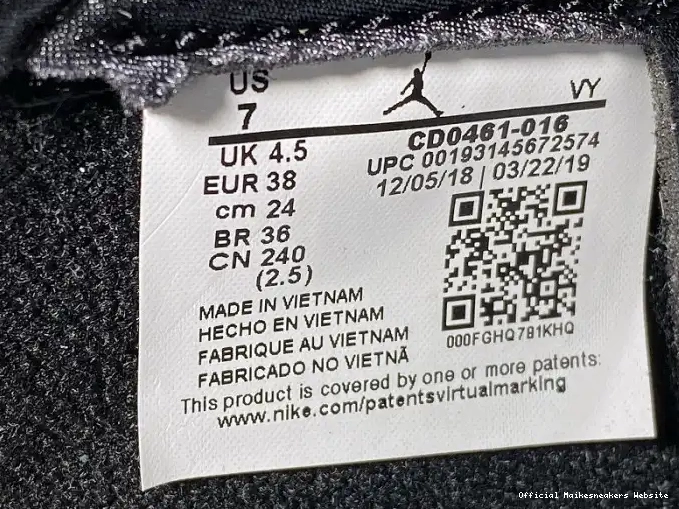 US
7
UK 4.5
EUR 38
cm 24
BR 36
CN 240
(2.5)
VY
CD0461-016
UPC 00193145672574
12/05/18 | 03/22/19
000FGHQ7B1KHQ
MADE IN VIETNAM
HECHO EN VIETNAM
FABRIQUE AU VIETNAM
FABRICADO NO VIETNÃ
This product is covered by one or more patents:
www.nike.com/patentsvirtualmarking
Official Maikesneakers Website